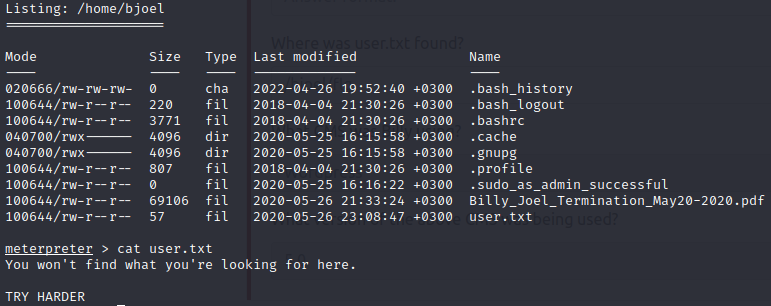 Listing: /home/bjoel
====================
Where was user.txt found?
Mode Size Type Last modified Name
---- ---- ---- ------------- ----
020666/rw-rw-rw- 0 cha 2022-04-26 19:52:40 +0300 .bash_history
100644/rw-r--r-- 220 fil 2018-04-04 21:30:26 +0300 .bash_logout
100644/rw-r--r-- 3771 fil 2018-04-04 21:30:26 +0300 .bashrc
040700/rwx------ 4096 dir 2020-05-25 16:15:58 +0300 .cache
040700/rwx------ 4096 dir 2020-05-25 16:15:58 +0300 .gnupg
100644/rw-r--r-- 807 fil 2018-04-04 21:30:26 +0300 .profile
100644/rw-r--r-- 0 fil 2020-05-25 16:16:22 +0300 .sudo_as_admin_successful
100644/rw-r--r-- 69106 fil 2020-05-26 21:33:24 +0300 Billy_Joel_Termination_May20-2020.pdf
100644/rw-r--r-- 57 fil 2020-05-26 23:08:47 +0300 user.txt
being used?
meterpreter > cat user.txt
You won't find what you're looking for here.
TRY HARDER